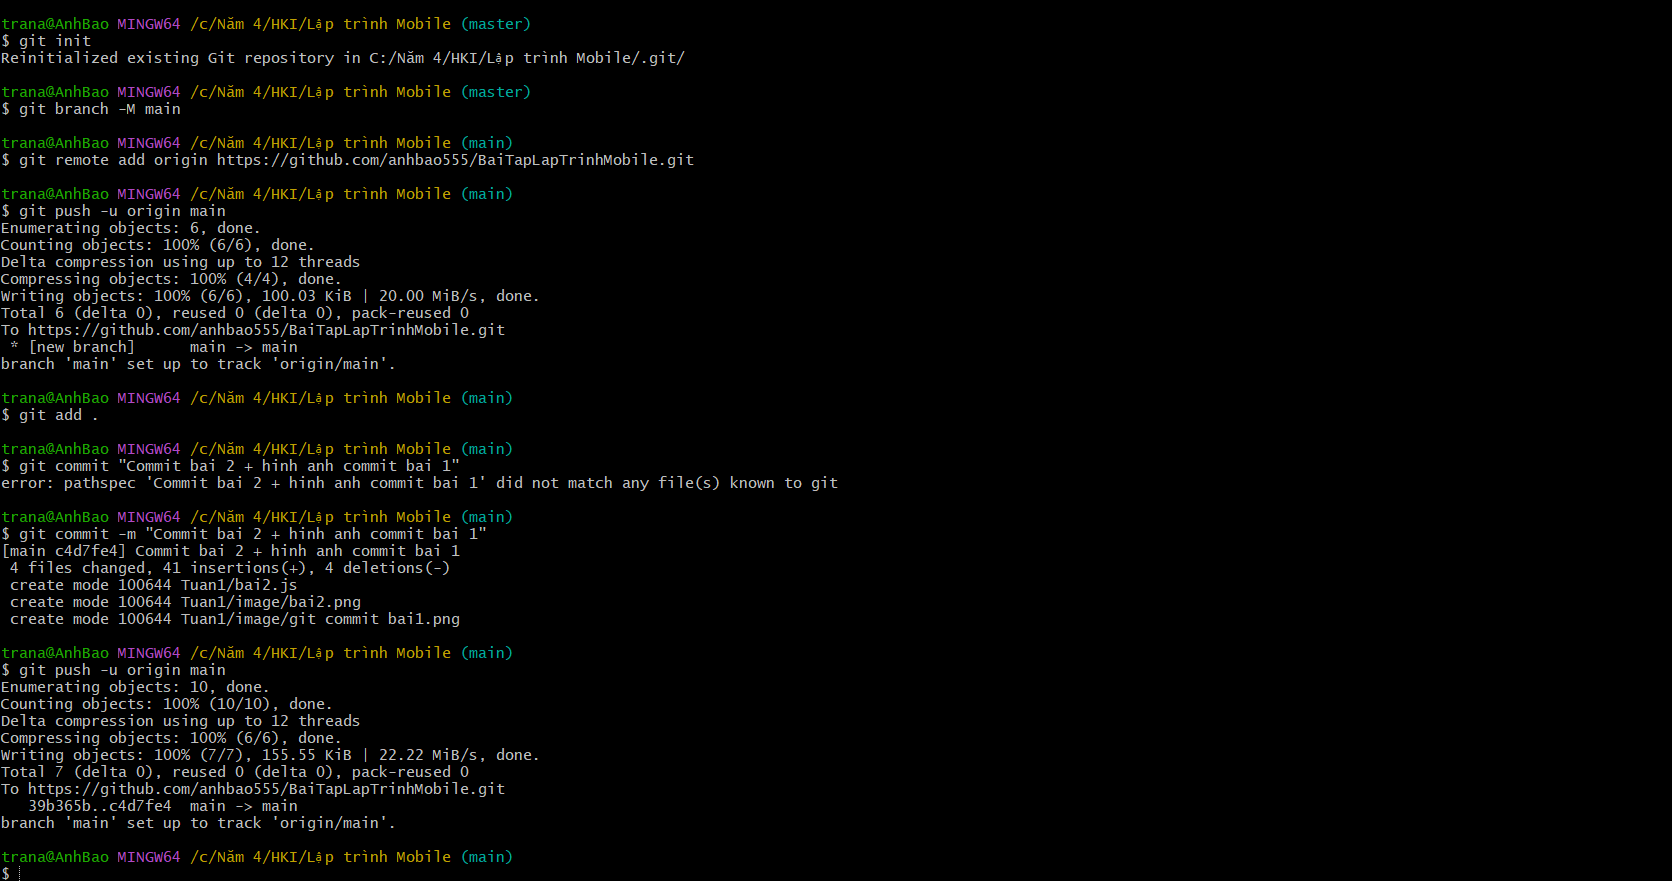 trana@AnhBao MINGW64 /c/Năm 4/HKI/Lập trình Mobile (master)
$ git init
Reinitialized existing Git repository in C:/Năm 4/HKI/Lập trình Mobile/.git/
trana@AnhBao MINGW64 /c/Năm 4/HKI/Lập trình Mobile (master)
$ git branch -M main
trana@AnhBao MINGW64 /c/Năm 4/HKI/Lập trình Mobile (main)
$ git remote add origin https://github.com/anhbao555/BaiTapLapTrinhMobile.git
trana@AnhBao MINGW64 /c/Năm 4/HKI/Lập trình Mobile (main)
$ git push -u origin main
Enumerating objects: 6, done.
Counting objects: 100% (6/6), done.
Delta compression using up to 12 threads
Compressing objects: 100% (4/4), done.
Writing objects: 100% (6/6), 100.03 KiB | 20.00 MiB/s, done.
Total 6 (delta 0), reused 0 (delta 0), pack-reused 0
To https://github.com/anhbao555/BaiTapLapTrinhMobile.git
 * [new branch]      main -> main
branch 'main' set up to track 'origin/main'.
trana@AnhBao MINGW64 /c/Năm 4/HKI/Lập trình Mobile (main)
$ git add .
trana@AnhBao MINGW64 /c/Năm 4/HKI/Lập trình Mobile (main)
$ git commit "Commit bai 2 + hinh anh commit bai 1"
error: pathspec 'Commit bai 2 + hinh anh commit bai 1' did not match any file(s) known to git
trana@AnhBao MINGW64 /c/Năm 4/HKI/Lập trình Mobile (main)
$ git commit -m "Commit bai 2 + hinh anh commit bai 1"
[main c4d7fe4] Commit bai 2 + hinh anh commit bai 1
 4 files changed, 41 insertions(+), 4 deletions(-)
 create mode 100644 Tuan1/bai2.js
 create mode 100644 Tuan1/image/bai2.png
 create mode 100644 Tuan1/image/git commit bai1.png
trana@AnhBao MINGW64 /c/Năm 4/HKI/Lập trình Mobile (main)
$ git push -u origin main
Enumerating objects: 10, done.
Counting objects: 100% (10/10), done.
Delta compression using up to 12 threads
Compressing objects: 100% (6/6), done.
Writing objects: 100% (7/7), 155.55 KiB | 22.22 MiB/s, done.
Total 7 (delta 0), reused 0 (delta 0), pack-reused 0
To https://github.com/anhbao555/BaiTapLapTrinhMobile.git
   39b365b..c4d7fe4  main -> main
branch 'main' set up to track 'origin/main'.
trana@AnhBao MINGW64 /c/Năm 4/HKI/Lập trình Mobile (main)
$